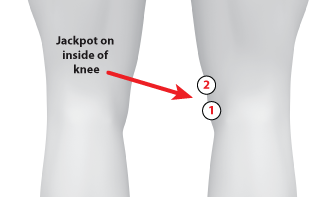 Jackpot on
inside of
knee
2
1